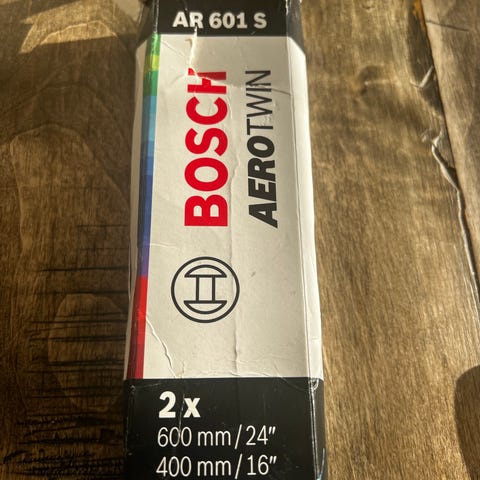 AR 601 S
BOSCH
AEROTWIN
2 x
600 mm/24"
400 mm/16"